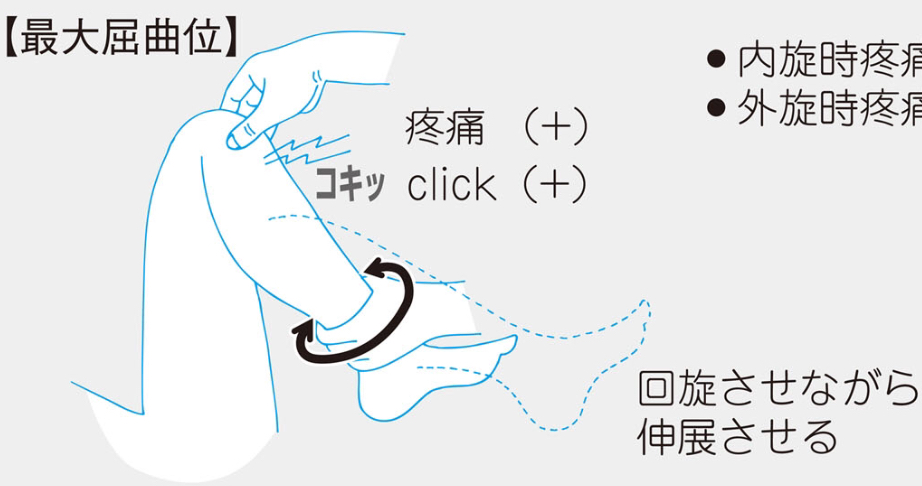 【最大屈曲位】
● 内旋時疼痛
● 外旋時疼痛
疼痛 (＋)
コキッ click (＋)
回旋させながら
伸展させる